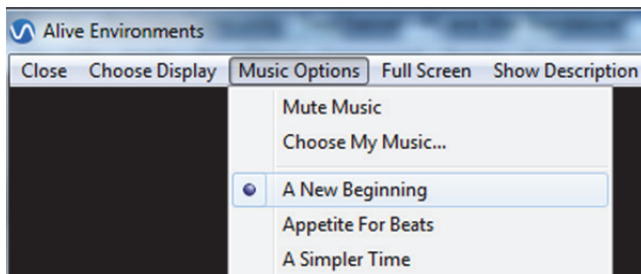 Alive Environments
Close Choose Display Music Options Full Screen Show Description
Mute Music
Choose My Music...
A New Beginning
Appetite For Beats
A Simpler Time